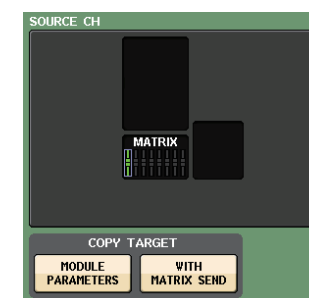 SOURCE CH
MATRIX
COPY TARGET
MODULE
PARAMETERS
WITH
MATRIX SEND